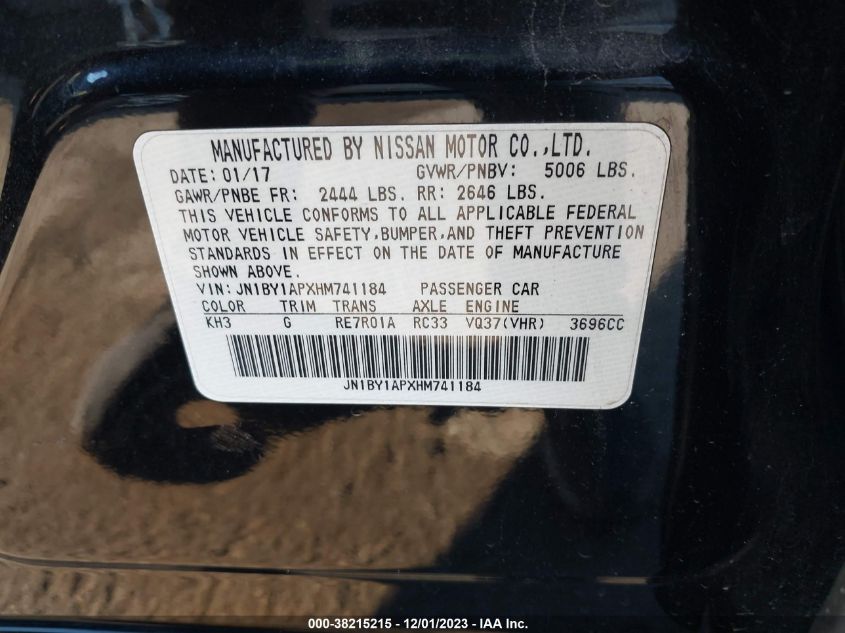 MANUFACTURED BY NISSAN MOTOR CO.,LTD.
DATE: 01/17 GVWR/PNBV: 5006 LBS.
GAWR/PNBE FR: 2444 LBS. RR: 2646 LBS.
THIS VEHICLE CONFORMS TO ALL APPLICABLE FEDERAL
MOTOR VEHICLE SAFETY,BUMPER,AND THEFT PREVENTION
STANDARDS IN EFFECT ON THE DATE OF MANUFACTURE
SHOWN ABOVE.
VIN: JN1BY1APXHM741184 PASSENGER CAR
COLOR TRIM TRANS AXLE ENGINE
KH3 G RE7R01A RC33 VQ37(VHR) 3696CC
JN1BY1APXHM741184
000-38215215 - 12/01/2023 - IAA Inc.